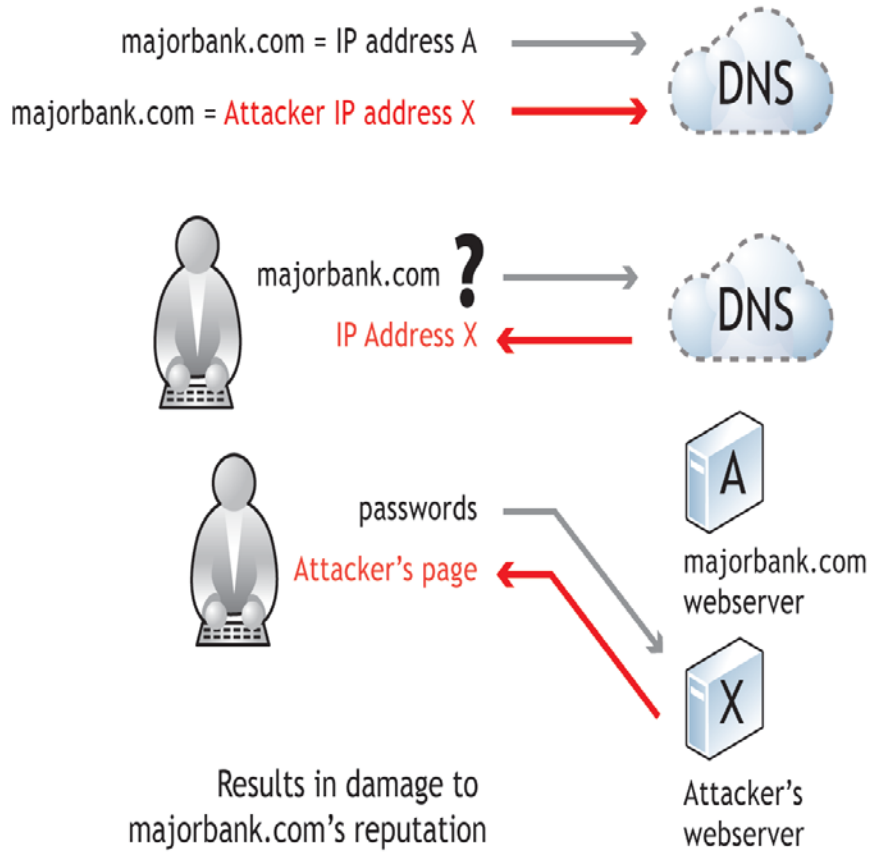 majorbank.com = IP address A
DNS
majorbank.com = Attacker IP address X
majorbank.com ?
DNS
IP Address X
A
passwords
Attacker's page
majorbank.com
webserver
X
Results in damage to
majorbank.com's reputation
Attacker's
webserver